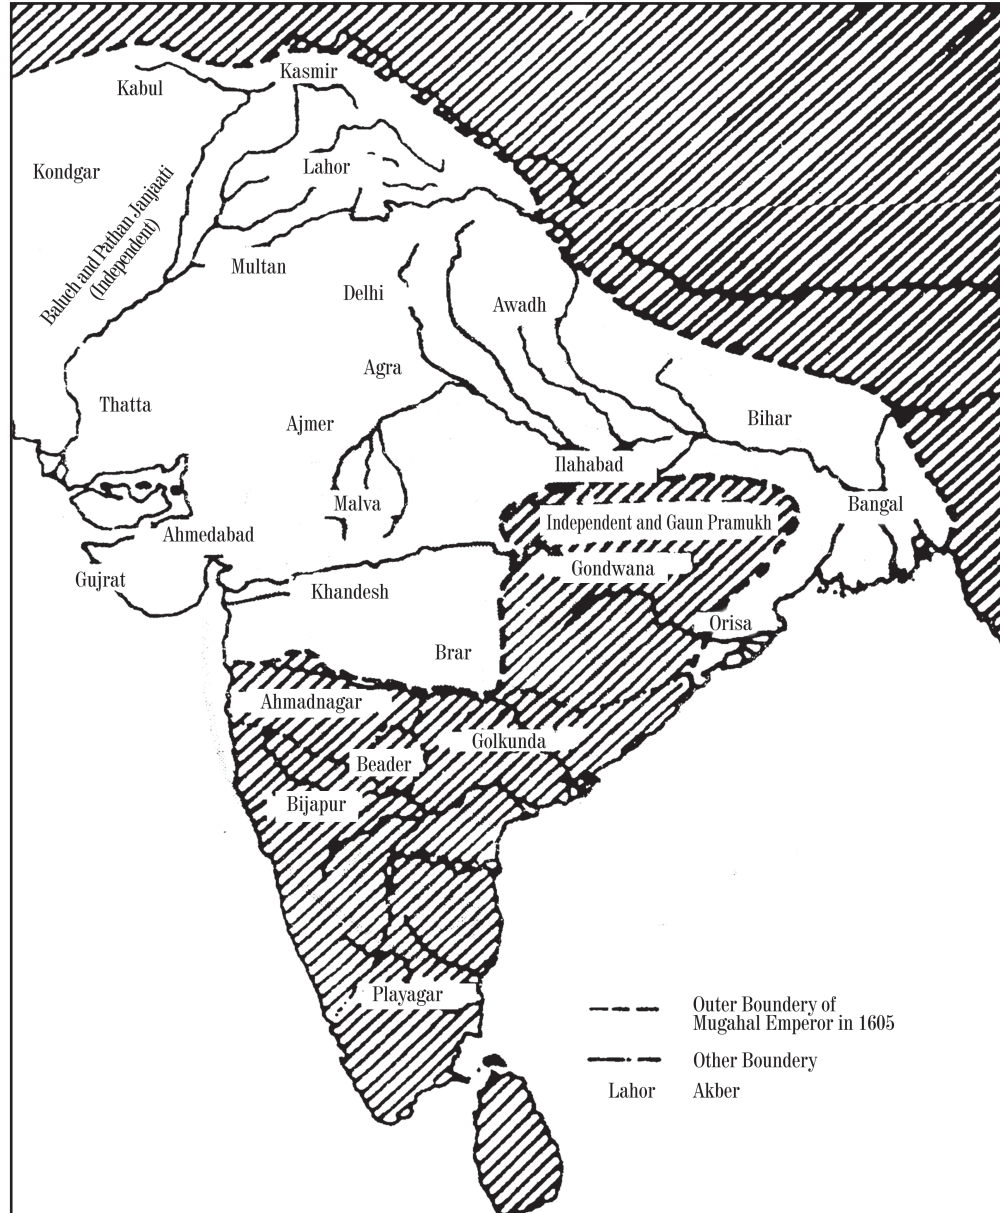 Kasmir
Kabul
Lahor
Kondgar
Baluch and Pathan Janjaati
(Independent)
Multan
Delhi
Awadh
Agra
Thatta
Ajmer
Bihar
Ilahabad
Malva
Bangal
Independent and Gaun Pramukh
Ahmedabad
Gondwana
Gujrat
Khandesh
Orisa
Brar
Ahmadnagar
Golkunda
Beader
Bijapur
Playagar
Outer Boundary of
Mugahal Emperor in 1605
Other Boundary
Lahor Akber